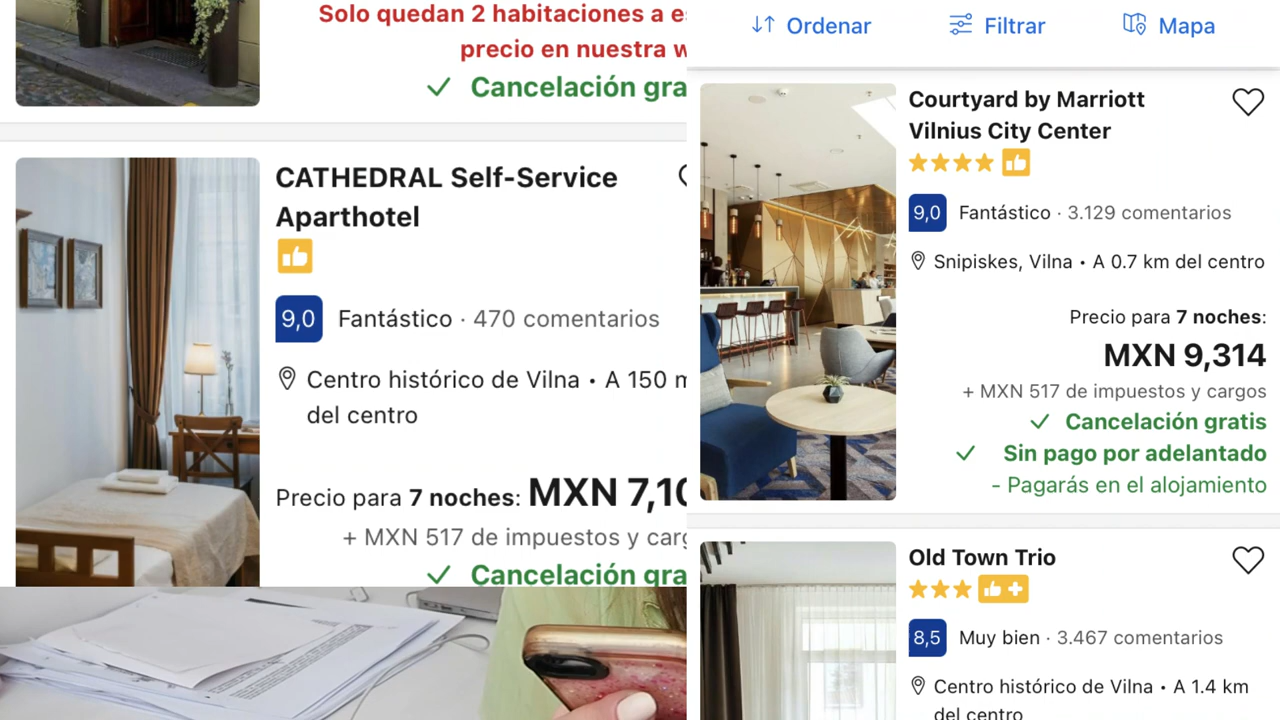 Solo quedan 2 habitaciones a
precio en nuestra
Cancelación
CATHEDRAL Self-Service
Aparthotel
9,0 Fantástico · 470 comentarios
Centro histórico de Vilna • A 150
del centro
Precio para 7 noches: MXN
+ MXN 517 de impuestos y
Cancelación
Ordenar Filtrar Mapa
Courtyard by Marriott
Vilnius City Center
9,0 Fantástico · 3.129 comentarios
Snipiskes, Vilna • A 0.7 km del centro
Precio para 7 noches:
MXN 9,314
+ MXN 517 de impuestos y cargos
Cancelación gratis
Sin pago por adelantado
- Pagarás en el alojamiento
Old Town Trio
8,5 Muy bien · 3.467 comentarios
Centro histórico de Vilna • A 1.4 km
del centro